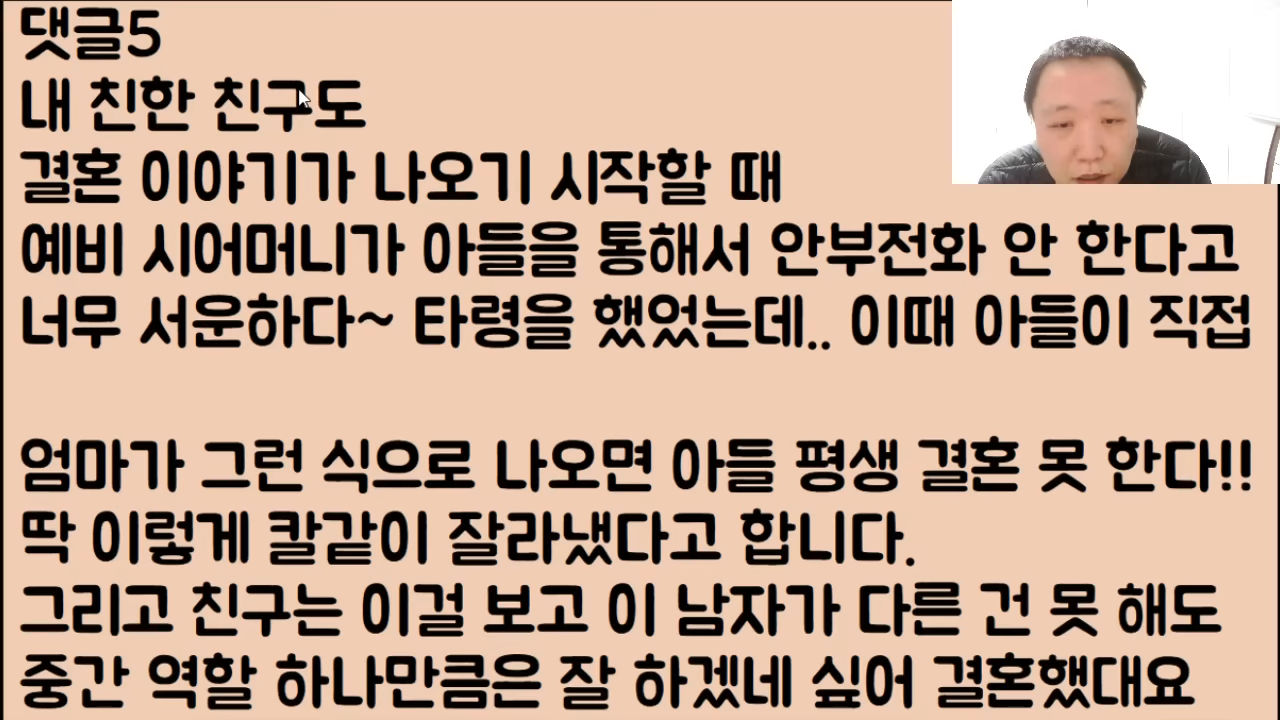 댓글5
내 친한 친구도
결혼 이야기가 나오기 시작할 때
예비 시어머니가 아들을 통해서 안부전화 안 한다고
너무 서운하다~ 타령을 했었는데.. 이때 아들이 직접
엄마가 그런 식으로 나오면 아들 평생 결혼 못 한다!!
딱 이렇게 칼같이 잘라냈다고 합니다.
그리고 친구는 이걸 보고 이 남자가 다른 건 못 해도
중간 역할 하나만큼은 잘 하겠네 싶어 결혼했대요